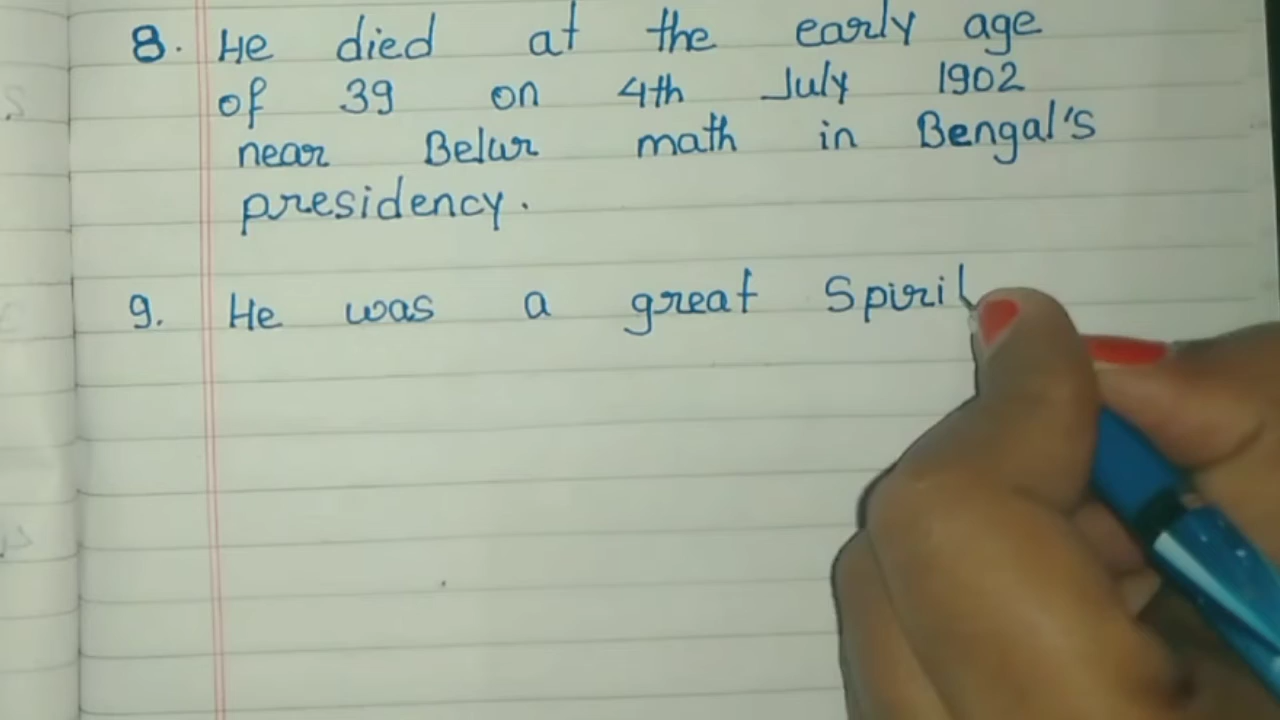 8. He died at the early age
of 39 on 4th July 1902
near Belur math in Bengal's
presidency.
9. He was a great